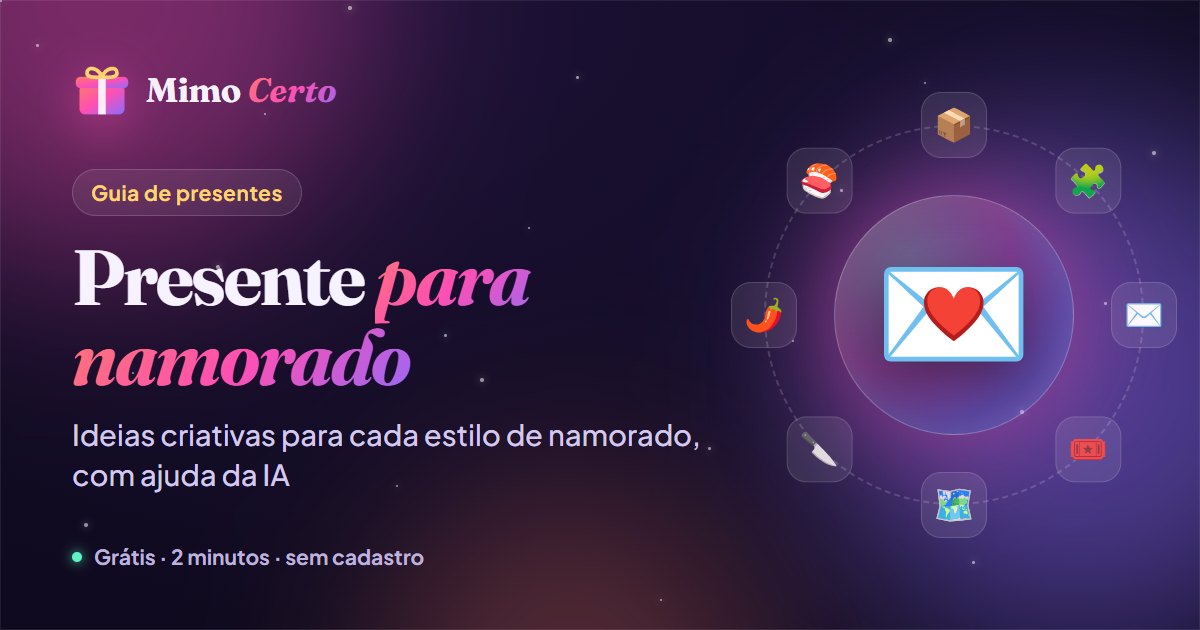 Mimo Certo
Guia de presentes
Presente para
namorado
Ideias criativas para cada estilo de namorado,
com ajuda da IA
Grátis · 2 minutos · sem cadastro